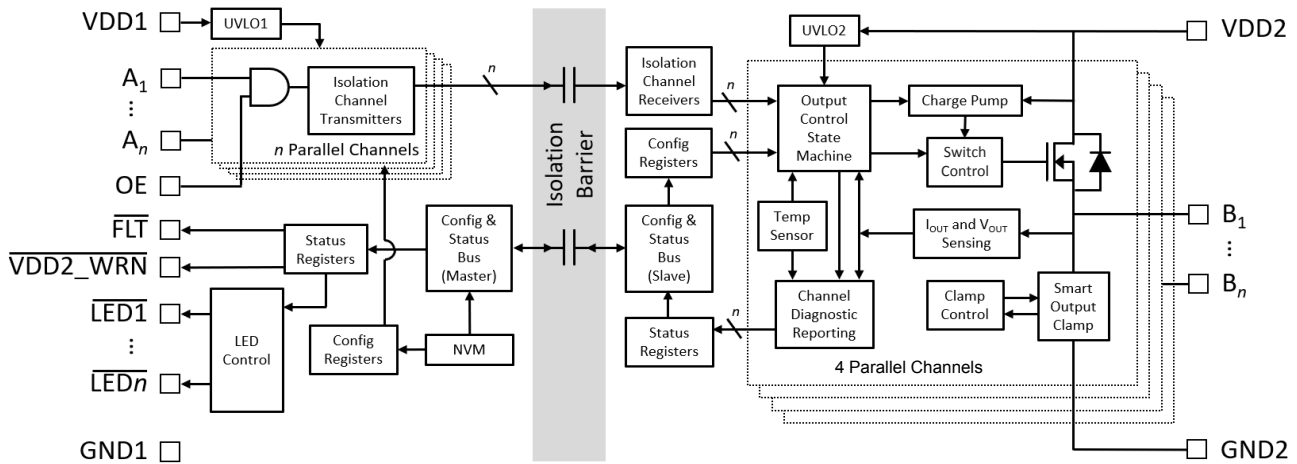 VDD1
UVLO1
A1
⋮
An
OE
Isolation
Channel
Transmitters
n Parallel Channels
n
FLT
VDD2_WRN
LED1
⋮
LEDn
GND1
Status
Registers
LED
Control
Config
Registers
Config &
Status
Bus
(Master)
NVM
Isolation
Barrier
Isolation
Channel
Receivers
n
Config
Registers
n
Config &
Status
Bus
(Slave)
Status
Registers
n
UVLO2
Output
Control
State
Machine
Charge Pump
Switch
Control
Temp
Sensor
IOUT and VOUT
Sensing
Channel
Diagnostic
Reporting
Clamp
Control
Smart
Output
Clamp
4 Parallel Channels
VDD2
B1
⋮
Bn
GND2